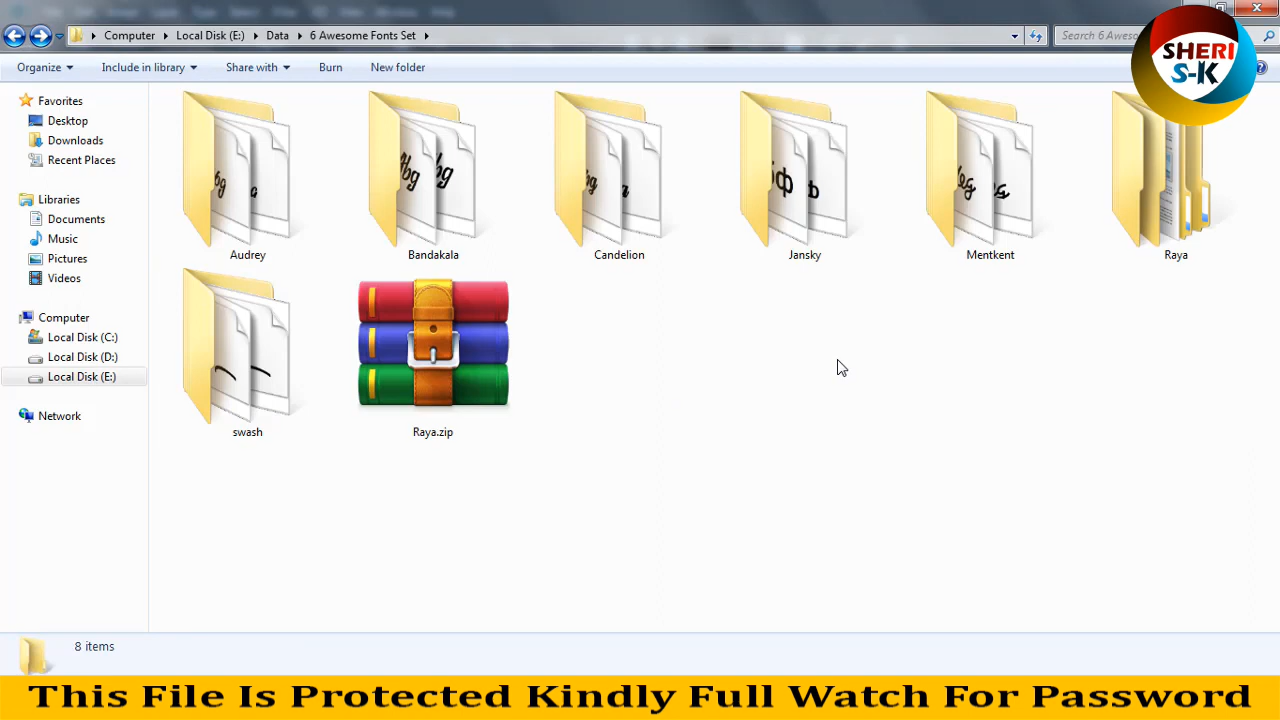 Computer Local Disk (E:) Data 6 Awesome Fonts Set
Search 6 Aweso...
SHERI
S-K
Organize Include in library Share with Burn New folder
Favorites
Desktop
Downloads
Recent Places
Libraries
Documents
Music
Pictures
Videos
Computer
Local Disk (C:)
Local Disk (D:)
Local Disk (E:)
Network
Audrey Bandakala Candelion Jansky Mentkent Raya
swash Raya.zip
8 items
This File Is Protected Kindly Full Watch For Password